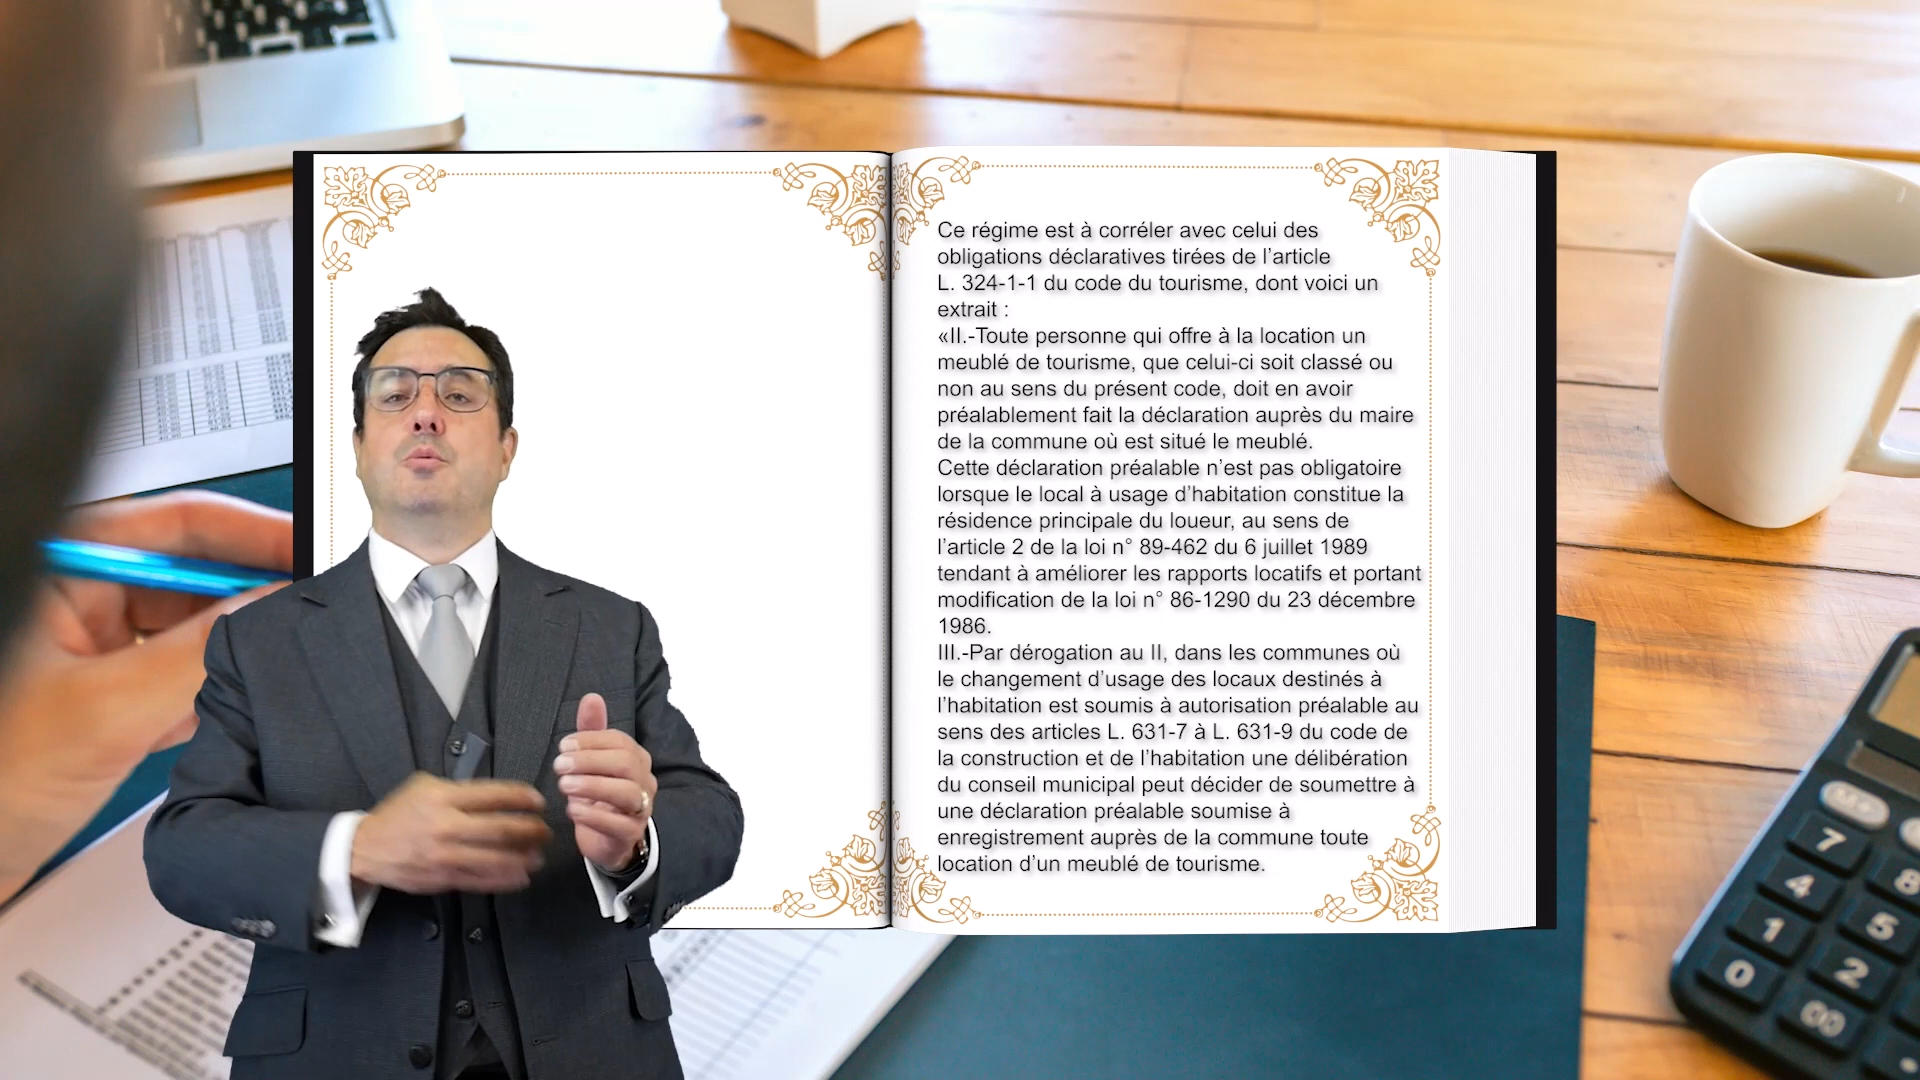 Ce régime est à corréler avec celui des
obligations déclaratives tirées de l’article
L. 324-1-1 du code du tourisme, dont voici un
extrait :
«II.-Toute personne qui offre à la location un
meublé de tourisme, que celui-ci soit classé ou
non au sens du présent code, doit en avoir
préalablement fait la déclaration auprès du maire
de la commune où est situé le meublé.
Cette déclaration préalable n’est pas obligatoire
lorsque le local à usage d’habitation constitue la
résidence principale du loueur, au sens de
l’article 2 de la loi n° 89-462 du 6 juillet 1989
tendant à améliorer les rapports locatifs et portant
modification de la loi n° 86-1290 du 23 décembre
1986.
III.-Par dérogation au II, dans les communes où
le changement d’usage des locaux destinés à
l’habitation est soumis à autorisation préalable au
sens des articles L. 631-7 à L. 631-9 du code de
la construction et de l’habitation une délibération
du conseil municipal peut décider de soumettre à
une déclaration préalable soumise à
enregistrement auprès de la commune toute
location d’un meublé de tourisme.
7
8
4
5
1
2
0
00